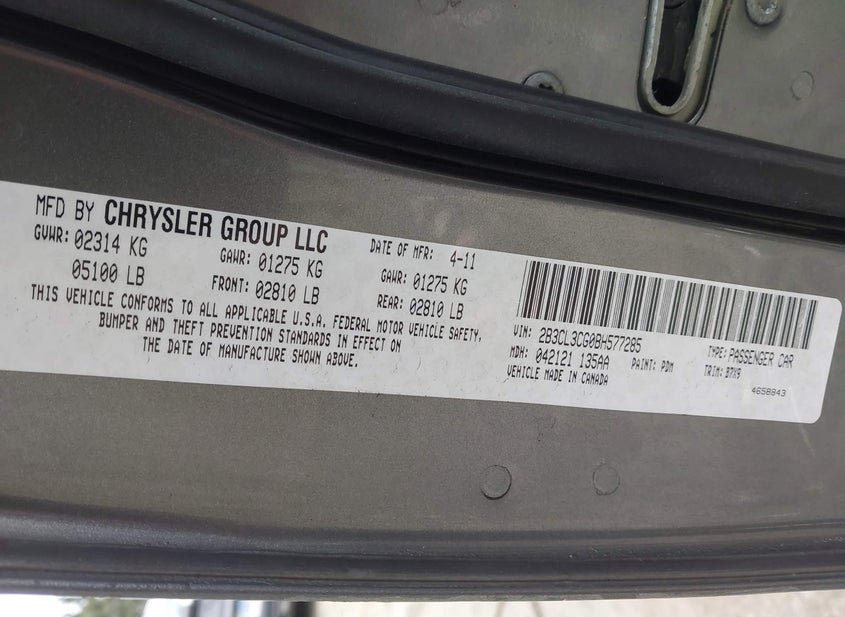 MFD BY CHRYSLER GROUP LLC
DATE OF MFR: 4-11
GVWR: 02314 KG
GAWR: 01275 KG
GAWR: 01275 KG
05100 LB
FRONT: 02810 LB
REAR: 02810 LB
THIS VEHICLE CONFORMS TO ALL APPLICABLE U.S.A. FEDERAL MOTOR VEHICLE SAFETY,
BUMPER AND THEFT PREVENTION STANDARDS IN EFFECT ON
THE DATE OF MANUFACTURE SHOWN ABOVE.
VIN: 2B3CL3CG0BH577285
TYPE: PASSENGER CAR
MDH: 042121 135AA
PAINT: PDM
TRIM: B7X9
VEHICLE MADE IN CANADA
4658843